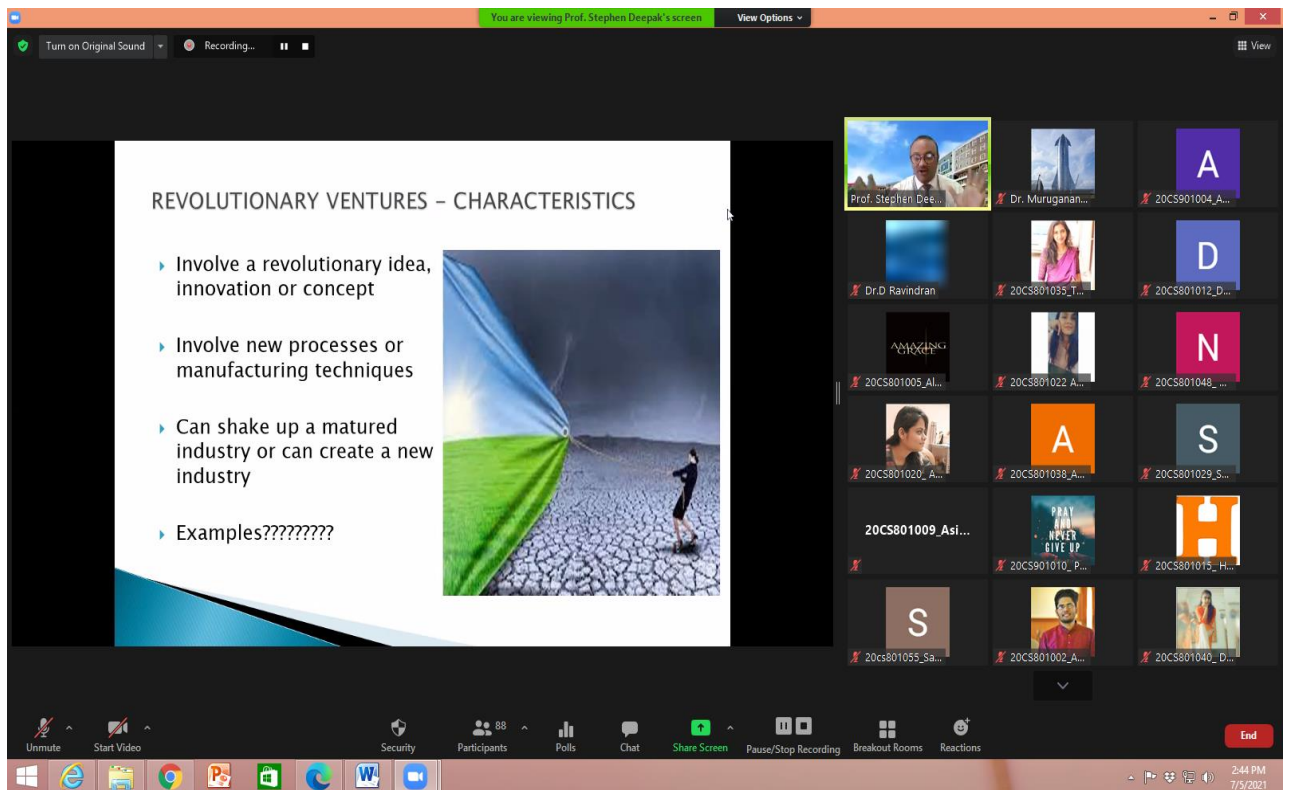 You are viewing Prof. Stephen Deepak's screen
View Options
Turn on Original Sound
Recording...
View
REVOLUTIONARY VENTURES – CHARACTERISTICS
Involve a revolutionary idea,
innovation or concept
Involve new processes or
manufacturing techniques
Can shake up a matured
industry or can create a new
industry
Examples?????????
Prof. Stephen Dee...
Dr. Muruganan...
A
20CS901004_A...
Dr.D Ravindran
20CS801035_T...
D
20CS801012_D...
AMAZING
GRACE
20CS801005_Al...
20CS801022 A...
N
20CS801048_ ...
20CS801020_ A...
A
20CS801038_A...
S
20CS801029_S...
20CS801009_Asi...
PRAY
AND
NEVER
GIVE UP
20CS901010_ P...
H
20CS801015_ H...
S
20cs801055_Sa...
20CS801002_A...
20CS801040_ D...
Unmute
Start Video
Security
88
Participants
Polls
Chat
Share Screen
Pause/Stop Recording
Breakout Rooms
Reactions
End
2:44 PM
7/5/2021